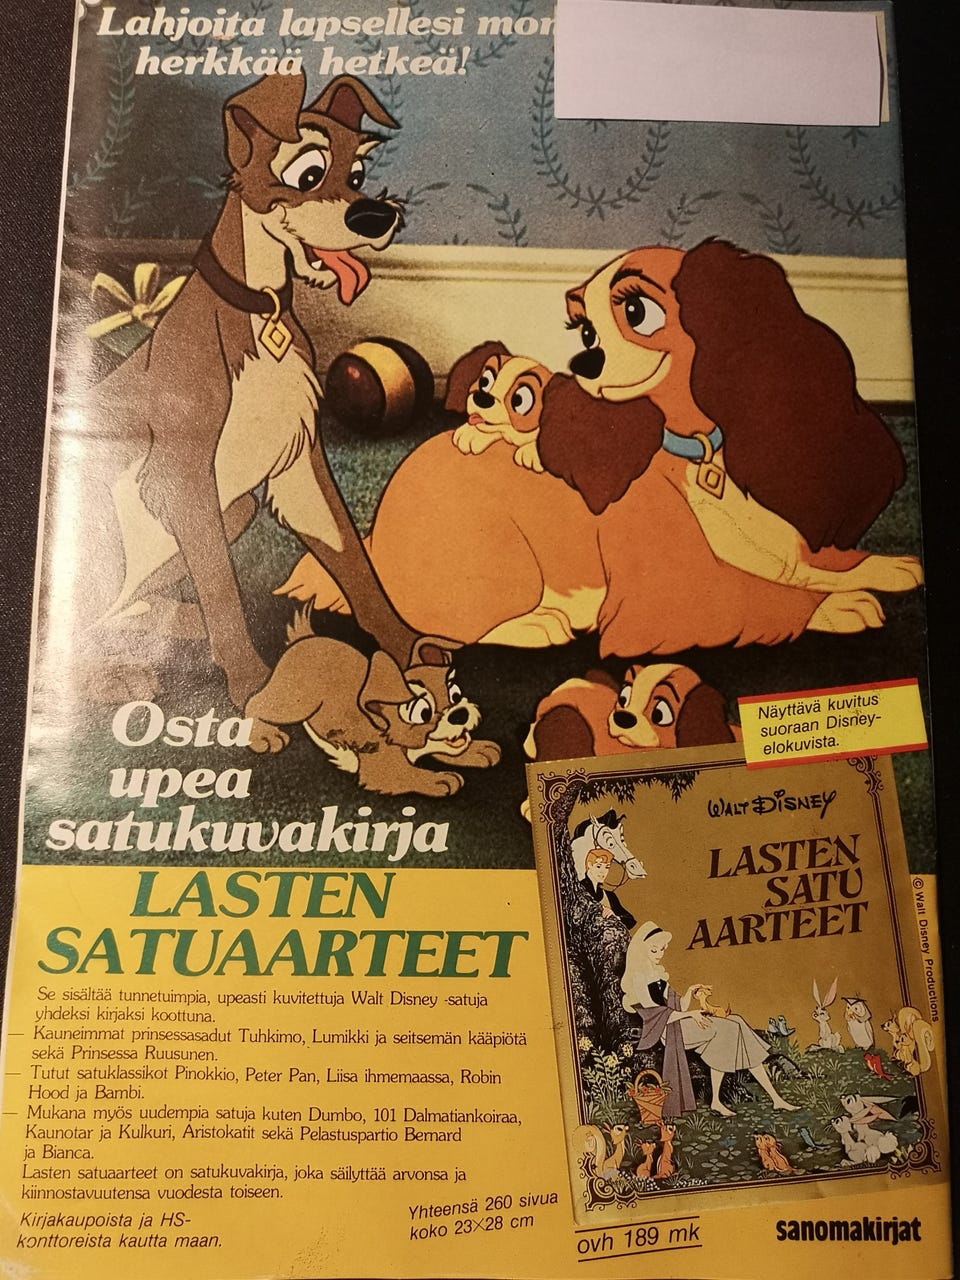 Lahjoita lapsellesi
herkkää hetkeä!
Osta
upea
satukuvakirja
LASTEN
SATUAARTEET
Se sisältää tunnetuimpia, upeasti kuvitettuja Walt Disney -satuja
yhdeksi kirjaksi koottuna.
— Kauneimmat prinsessasadut Tuhkimo, Lumikki ja seitsemän kääpiötä
sekä Prinsessa Ruusunen.
— Tutut satuklassikot Pinokkio, Peter Pan, Liisa ihmemaassa, Robin
Hood ja Bambi.
— Mukana myös uudempia satuja kuten Dumbo, 101 Dalmatiankoiraa,
Kaunotar ja Kulkuri, Aristokatit sekä Pelastuspartio Bernard
ja Bianca.
Lasten satuaarteet on satukuvakirja, joka säilyttää arvonsa ja
kiinnostavuutensa vuodesta toiseen.
Kirjakaupoista ja HS-
konttoreista kautta maan.
Yhteensä 260 sivua
koko 23×28 cm
Näyttävä kuvitus
suoraan Disney-
elokuvista.
WALT DISNEY
LASTEN
SATU
AARTEET
© Walt Disney Productions
ovh 189 mk
sanomakirjat